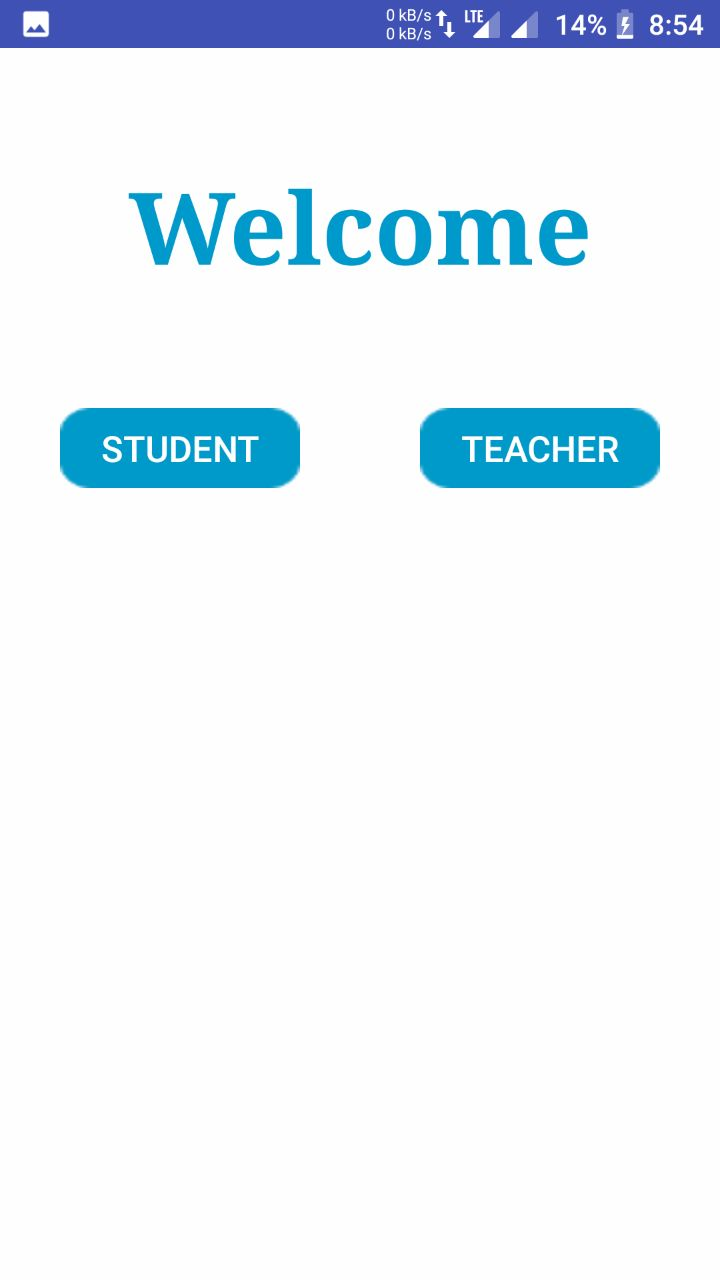 0 kB/s
0 kB/s
LTE
14%
8:54
Welcome
STUDENT
TEACHER